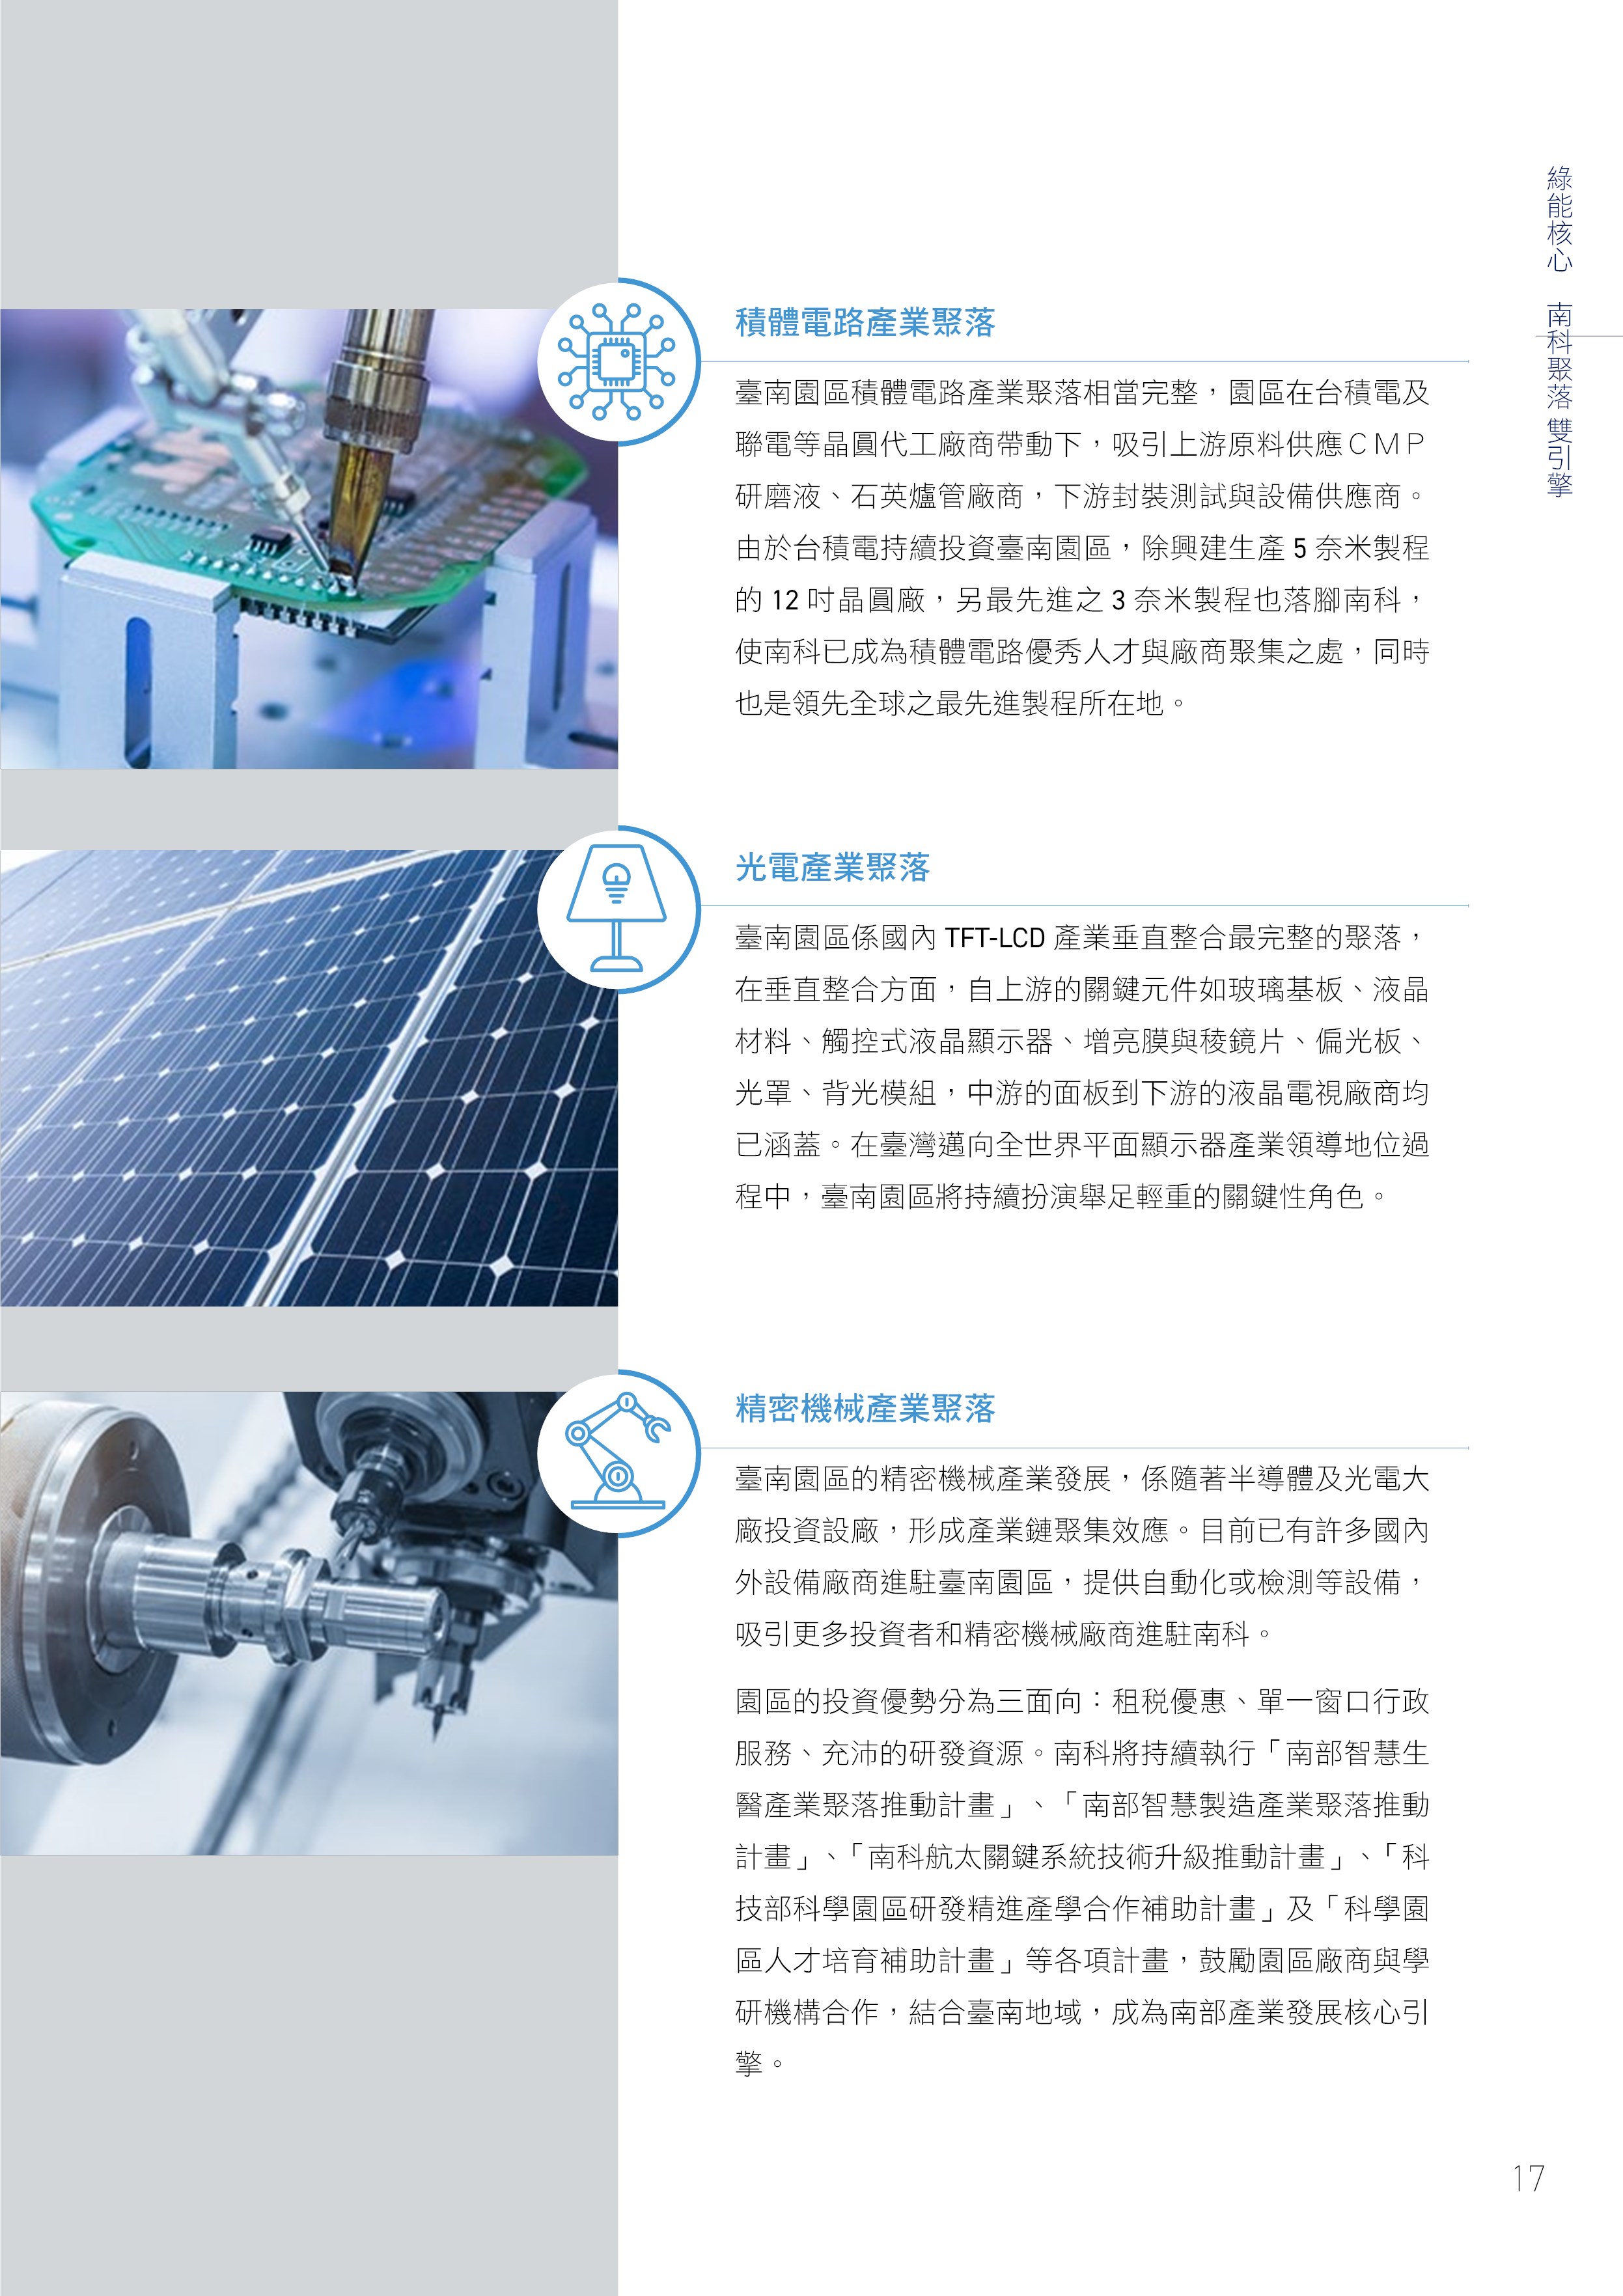 綠能核心 南科聚落 雙引擎
積體電路產業聚落
臺南園區積體電路產業聚落相當完整，園區在台積電及
聯電等晶圓代工廠商帶動下，吸引上游原料供應ＣＭＰ
研磨液、石英爐管廠商，下游封裝測試與設備供應商。
由於台積電持續投資臺南園區，除興建生產 5 奈米製程
的 12 吋晶圓廠，另最先進之 3 奈米製程也落腳南科，
使南科已成為積體電路優秀人才與廠商聚集之處，同時
也是領先全球之最先進製程所在地。
光電產業聚落
臺南園區係國內 TFT-LCD 產業垂直整合最完整的聚落，
在垂直整合方面，自上游的關鍵元件如玻璃基板、液晶
材料、觸控式液晶顯示器、增亮膜與稜鏡片、偏光板、
光罩、背光模組，中游的面板到下游的液晶電視廠商均
已涵蓋。在臺灣邁向全世界平面顯示器產業領導地位過
程中，臺南園區將持續扮演舉足輕重的關鍵性角色。
精密機械產業聚落
臺南園區的精密機械產業發展，係隨著半導體及光電大
廠投資設廠，形成產業鏈聚集效應。目前已有許多國內
外設備廠商進駐臺南園區，提供自動化或檢測等設備，
吸引更多投資者和精密機械廠商進駐南科。
園區的投資優勢分為三面向：租稅優惠、單一窗口行政
服務、充沛的研發資源。南科將持續執行「南部智慧生
醫產業聚落推動計畫」、「南部智慧製造產業聚落推動
計畫」、「南科航太關鍵系統技術升級推動計畫」、「科
技部科學園區研發精進產學合作補助計畫」及「科學園
區人才培育補助計畫」等各項計畫，鼓勵園區廠商與學
研機構合作，結合臺南地域，成為南部產業發展核心引
擎。
17